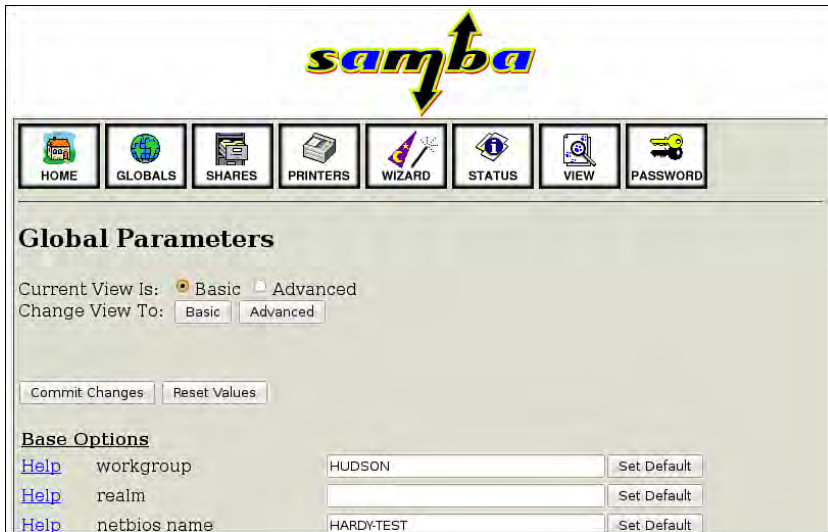 samba
HOME GLOBALS SHARES PRINTERS WIZARD STATUS VIEW PASSWORD
Global Parameters
Current View Is: Basic Advanced
Change View To: Basic Advanced
Commit Changes Reset Values
Base Options
Help workgroup HUDSON Set Default
Help realm Set Default
Help netbios name HARDY-TEST Set Default